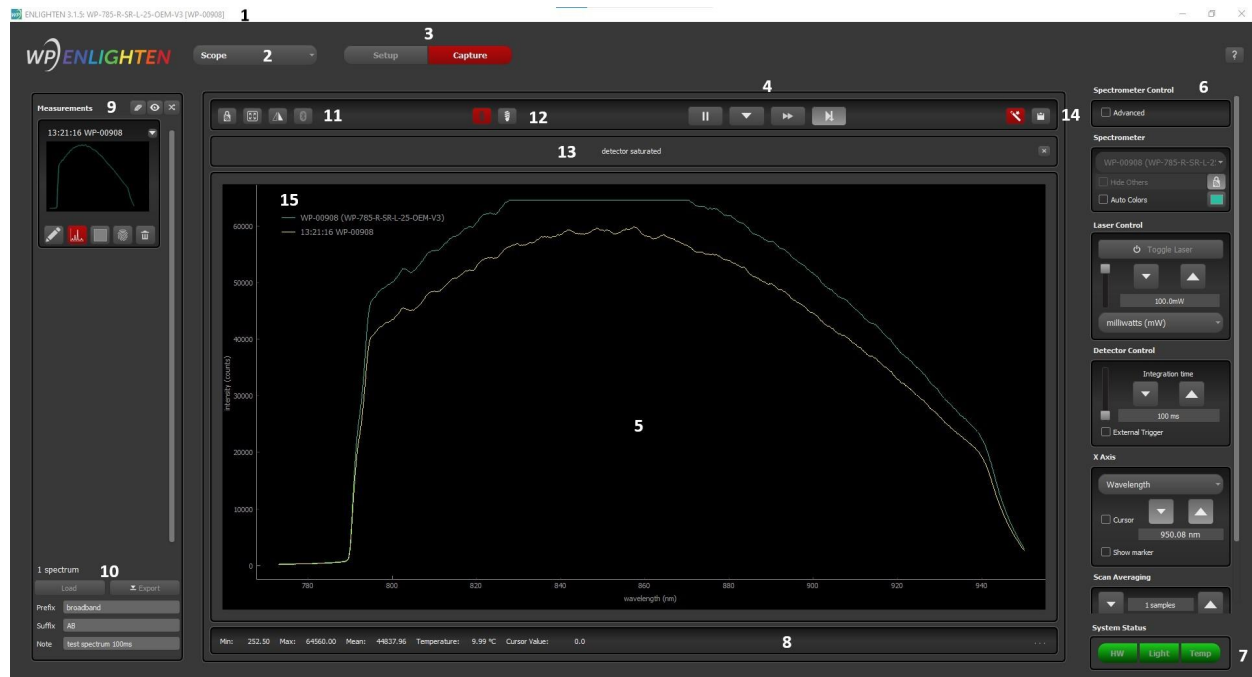 ENLIGHTEN 3.1.5: WP-785-R-SR-L-25-OEM-V3 [WP-00908]
1
WP ENLIGHTEN
Scope
2
3
Setup
Capture
?
4
Measurements
9
13:21:16 WP-00908
11
12
14
13
detector saturated
15
WP-00908 (WP-785-R-SR-L-25-OEM-V3)
13:21:16 WP-00908
60000
50000
40000
30000
20000
10000
0
intensity (counts)
5
780
800
820
840
860
880
900
920
940
wavelength (nm)
1 spectrum
10
Load
Export
Prefix
broadband
Suffix
AB
Note
test spectrum 100ms
Min: 252.50 Max: 64560.00 Mean: 44837.96 Temperature: 9.99 °C Cursor Value: 0.0
8
...
Spectrometer Control
6
Advanced
Spectrometer
WP-00908 (WP-785-R-SR-L-2
Hide Others
Auto Colors
Laser Control
Toggle Laser
100.0mW
milliwatts (mW)
Detector Control
Integration time
100 ms
External Trigger
X Axis
Wavelength
Cursor
950.08 nm
Show marker
Scan Averaging
1 samples
System Status
HW
Light
Temp
7